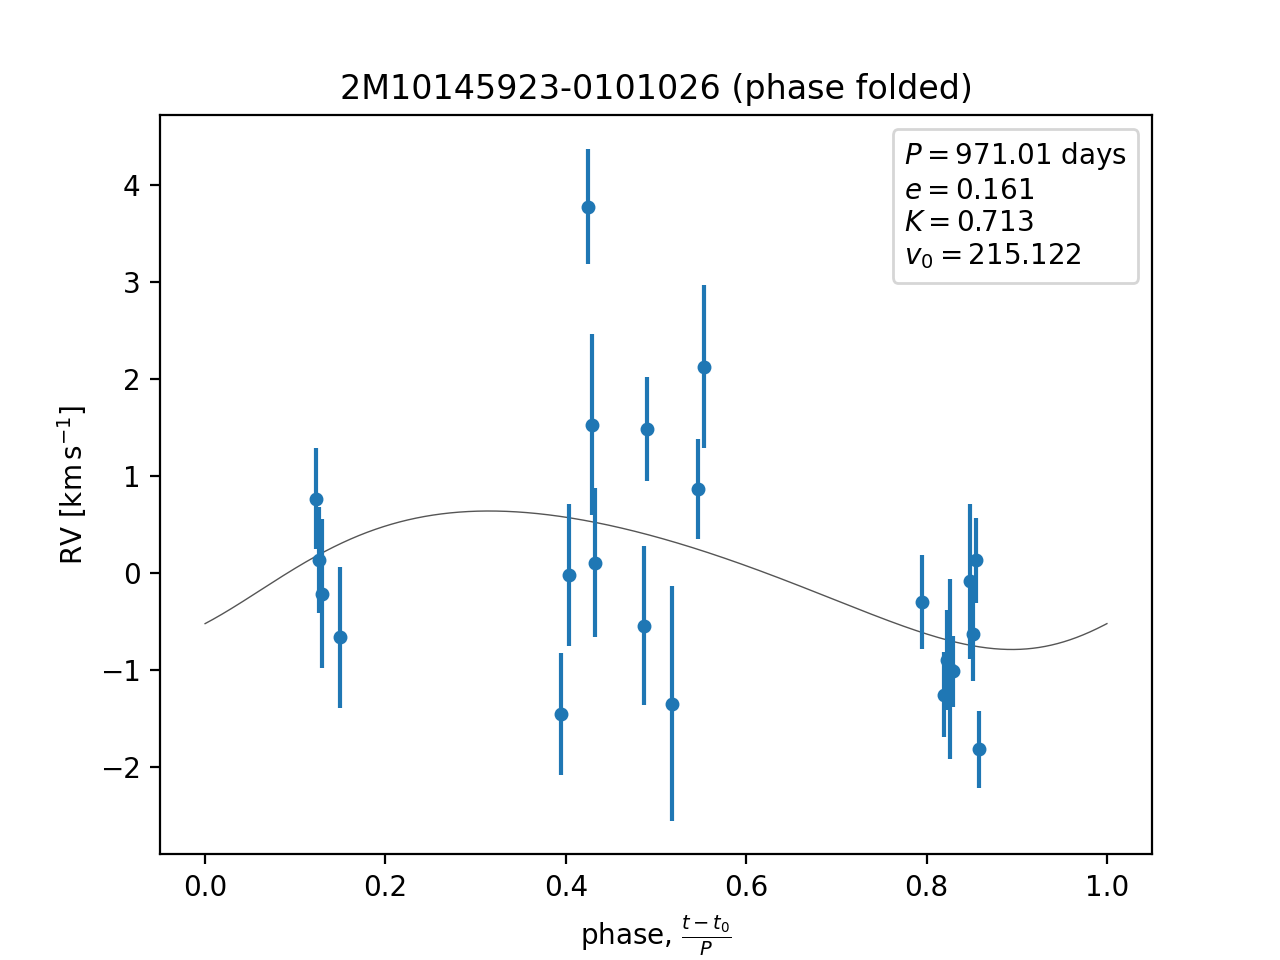 2M10145923-0101026 (phase folded)
P = 971.01 days
e = 0.161
K = 0.713
v₀ = 215.122
RV [km s⁻¹]
4
3
2
1
0
−1
−2
0.0 0.2 0.4 0.6 0.8 1.0
phase, (t − t₀)/P